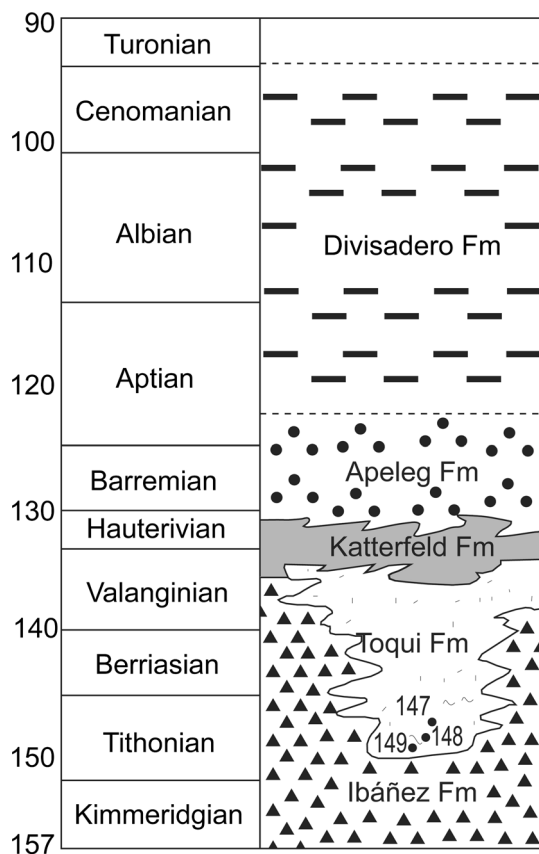 90
Turonian
Cenomanian
100
Albian
Divisadero Fm
110
Aptian
120
Barremian
Apeleg Fm
130
Hauterivian
Katterfeld Fm
Valanginian
140
Toqui Fm
Berriasian
147
Tithonian
149
148
150
Ibáñez Fm
Kimmeridgian
157